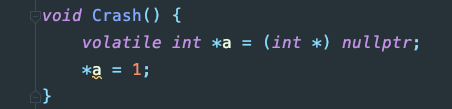 void Crash() {
    volatile int *a = (int *) nullptr;
    *a = 1;
}